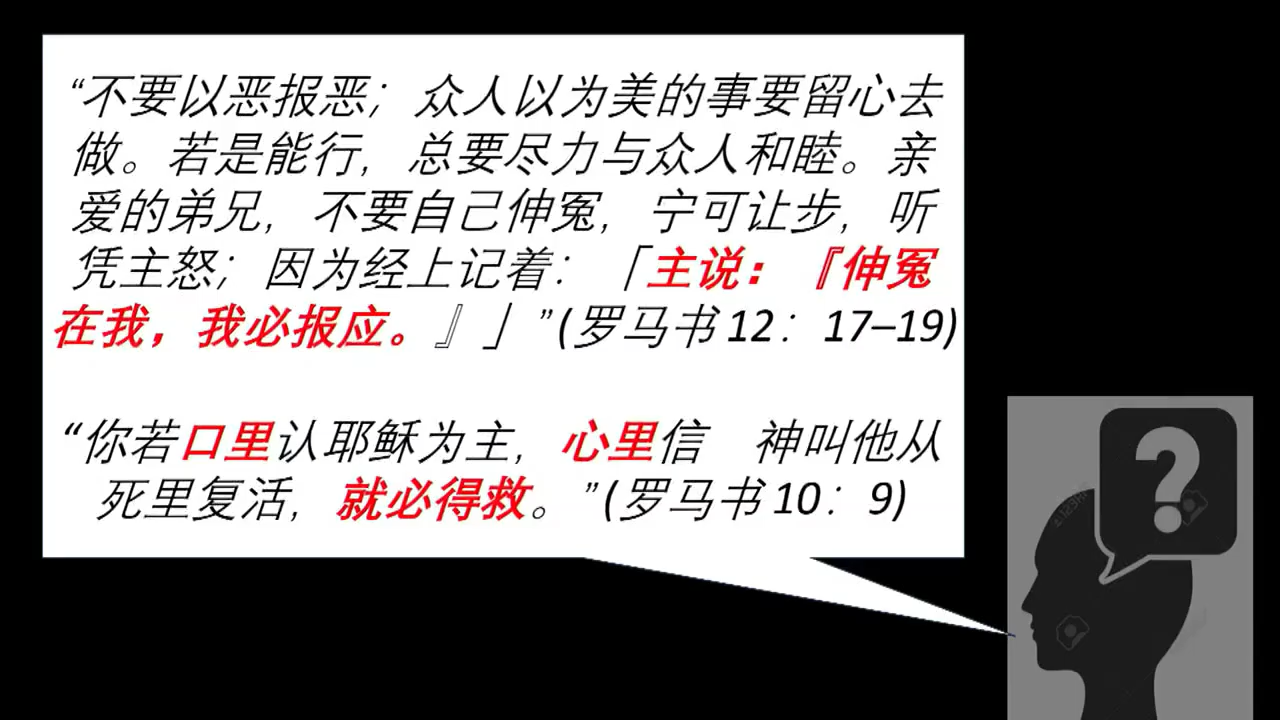 “不要以恶报恶；众人以为美的事要留心去
做。若是能行，总要尽力与众人和睦。亲
爱的弟兄，不要自己伸冤，宁可让步，听
凭主怒；因为经上记着：「主说：『伸冤
在我，我必报应。』」”(罗马书 12：17–19)
“你若口里认耶稣为主，心里信　神叫他从
死里复活，就必得救。”(罗马书 10：9)
?